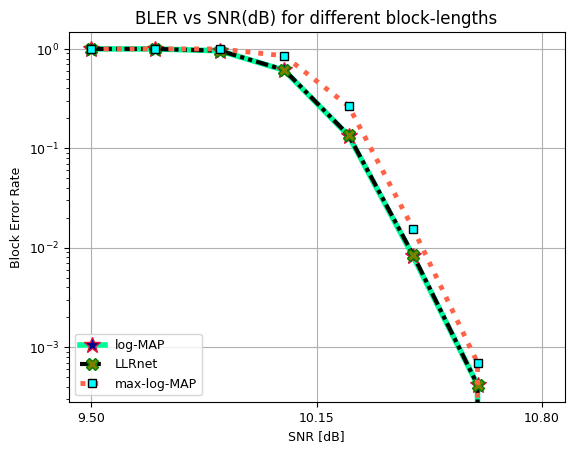 BLER vs SNR(dB) for different block-lengths
Block Error Rate
10⁰
10⁻¹
10⁻²
10⁻³
log-MAP
LLRnet
max-log-MAP
9.50
10.15
10.80
SNR [dB]